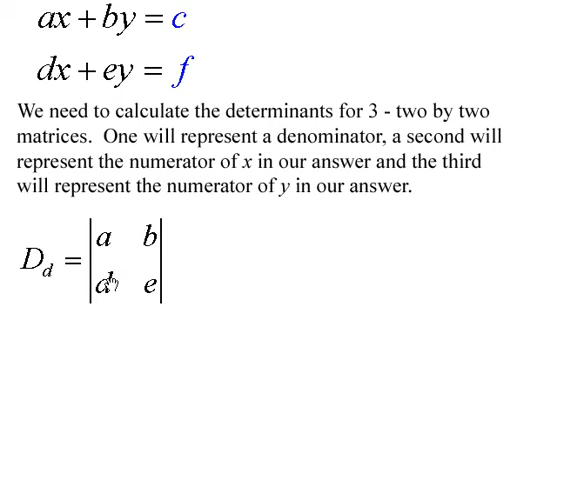 ax + by = c
dx + ey = f
We need to calculate the determinants for 3 - two by two
matrices. One will represent a denominator, a second will
represent the numerator of x in our answer and the third
will represent the numerator of y in our answer.
D_d = |a b|
|d e|